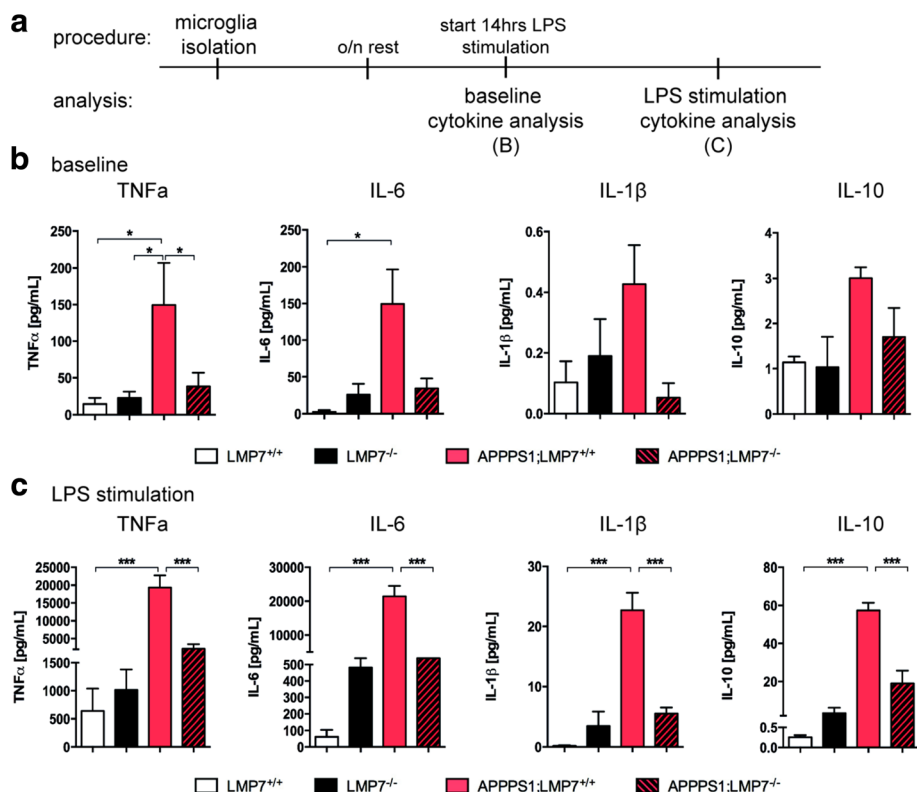 a
procedure:
microglia
isolation
o/n rest
start 14hrs LPS
stimulation
analysis:
baseline
cytokine analysis
(B)
LPS stimulation
cytokine analysis
(C)
b baseline
TNFa
TNFα [pg/mL]
250
200
150
100
50
0
* * *
IL-6
IL-6 [pg/mL]
250
200
150
100
50
0
*
IL-1β
IL-1β [pg/mL]
0.6
0.4
0.2
0.0
IL-10
IL-10 [pg/mL]
4
3
2
1
0
LMP7+/+ LMP7-/- APPPS1;LMP7+/+ APPPS1;LMP7-/-
c LPS stimulation
TNFa
TNFα [pg/mL]
25000
20000
15000
10000
5000
1500
1000
500
0
*** ***
IL-6
IL-6 [pg/mL]
30000
20000
10000
500
400
300
200
100
0
*** ***
IL-1β
IL-1β [pg/mL]
30
20
10
0
*** ***
IL-10
IL-10 [pg/mL]
80
60
40
20
0.5
0.0
*** ***
LMP7+/+ LMP7-/- APPPS1;LMP7+/+ APPPS1;LMP7-/-